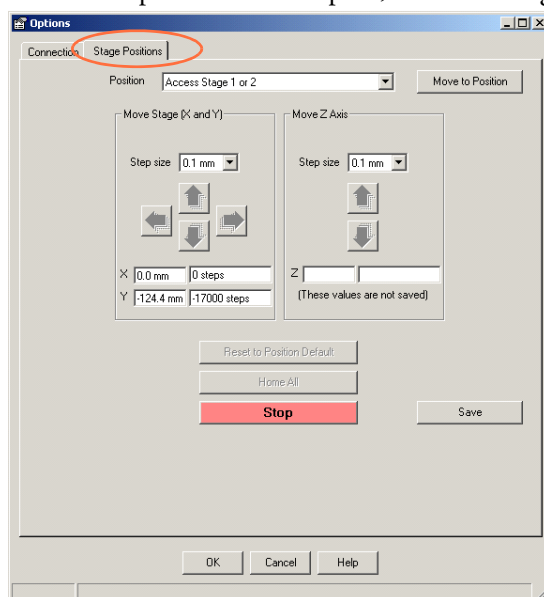 Options
Connection Stage Positions
Position Access Stage 1 or 2 Move to Position
Move Stage (X and Y) Move Z Axis
Step size 0.1 mm Step size 0.1 mm
X 0.0 mm 0 steps Z
Y -124.4 mm -17000 steps (These values are not saved)
Reset to Position Default
Home All
Stop Save
OK Cancel Help